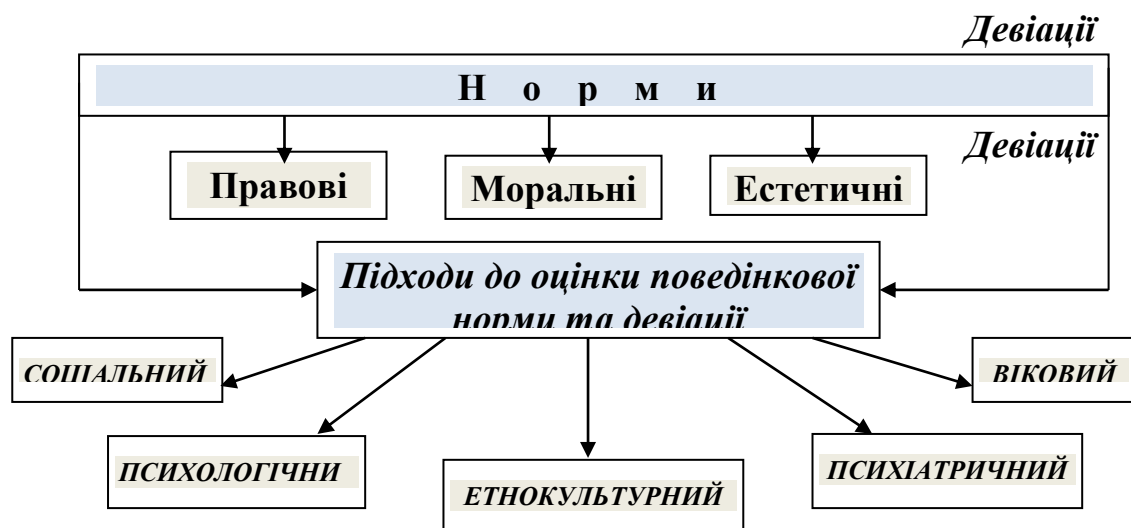 Девіації
Н о р м и
Девіації
Правові
Моральні
Естетичні
Підходи до оцінки поведінкової
норми та девіації
СОЦІАЛЬНИЙ
ВІКОВИЙ
ПСИХОЛОГІЧНИ
ПСИХІАТРИЧНИЙ
ЕТНОКУЛЬТУРНИЙ